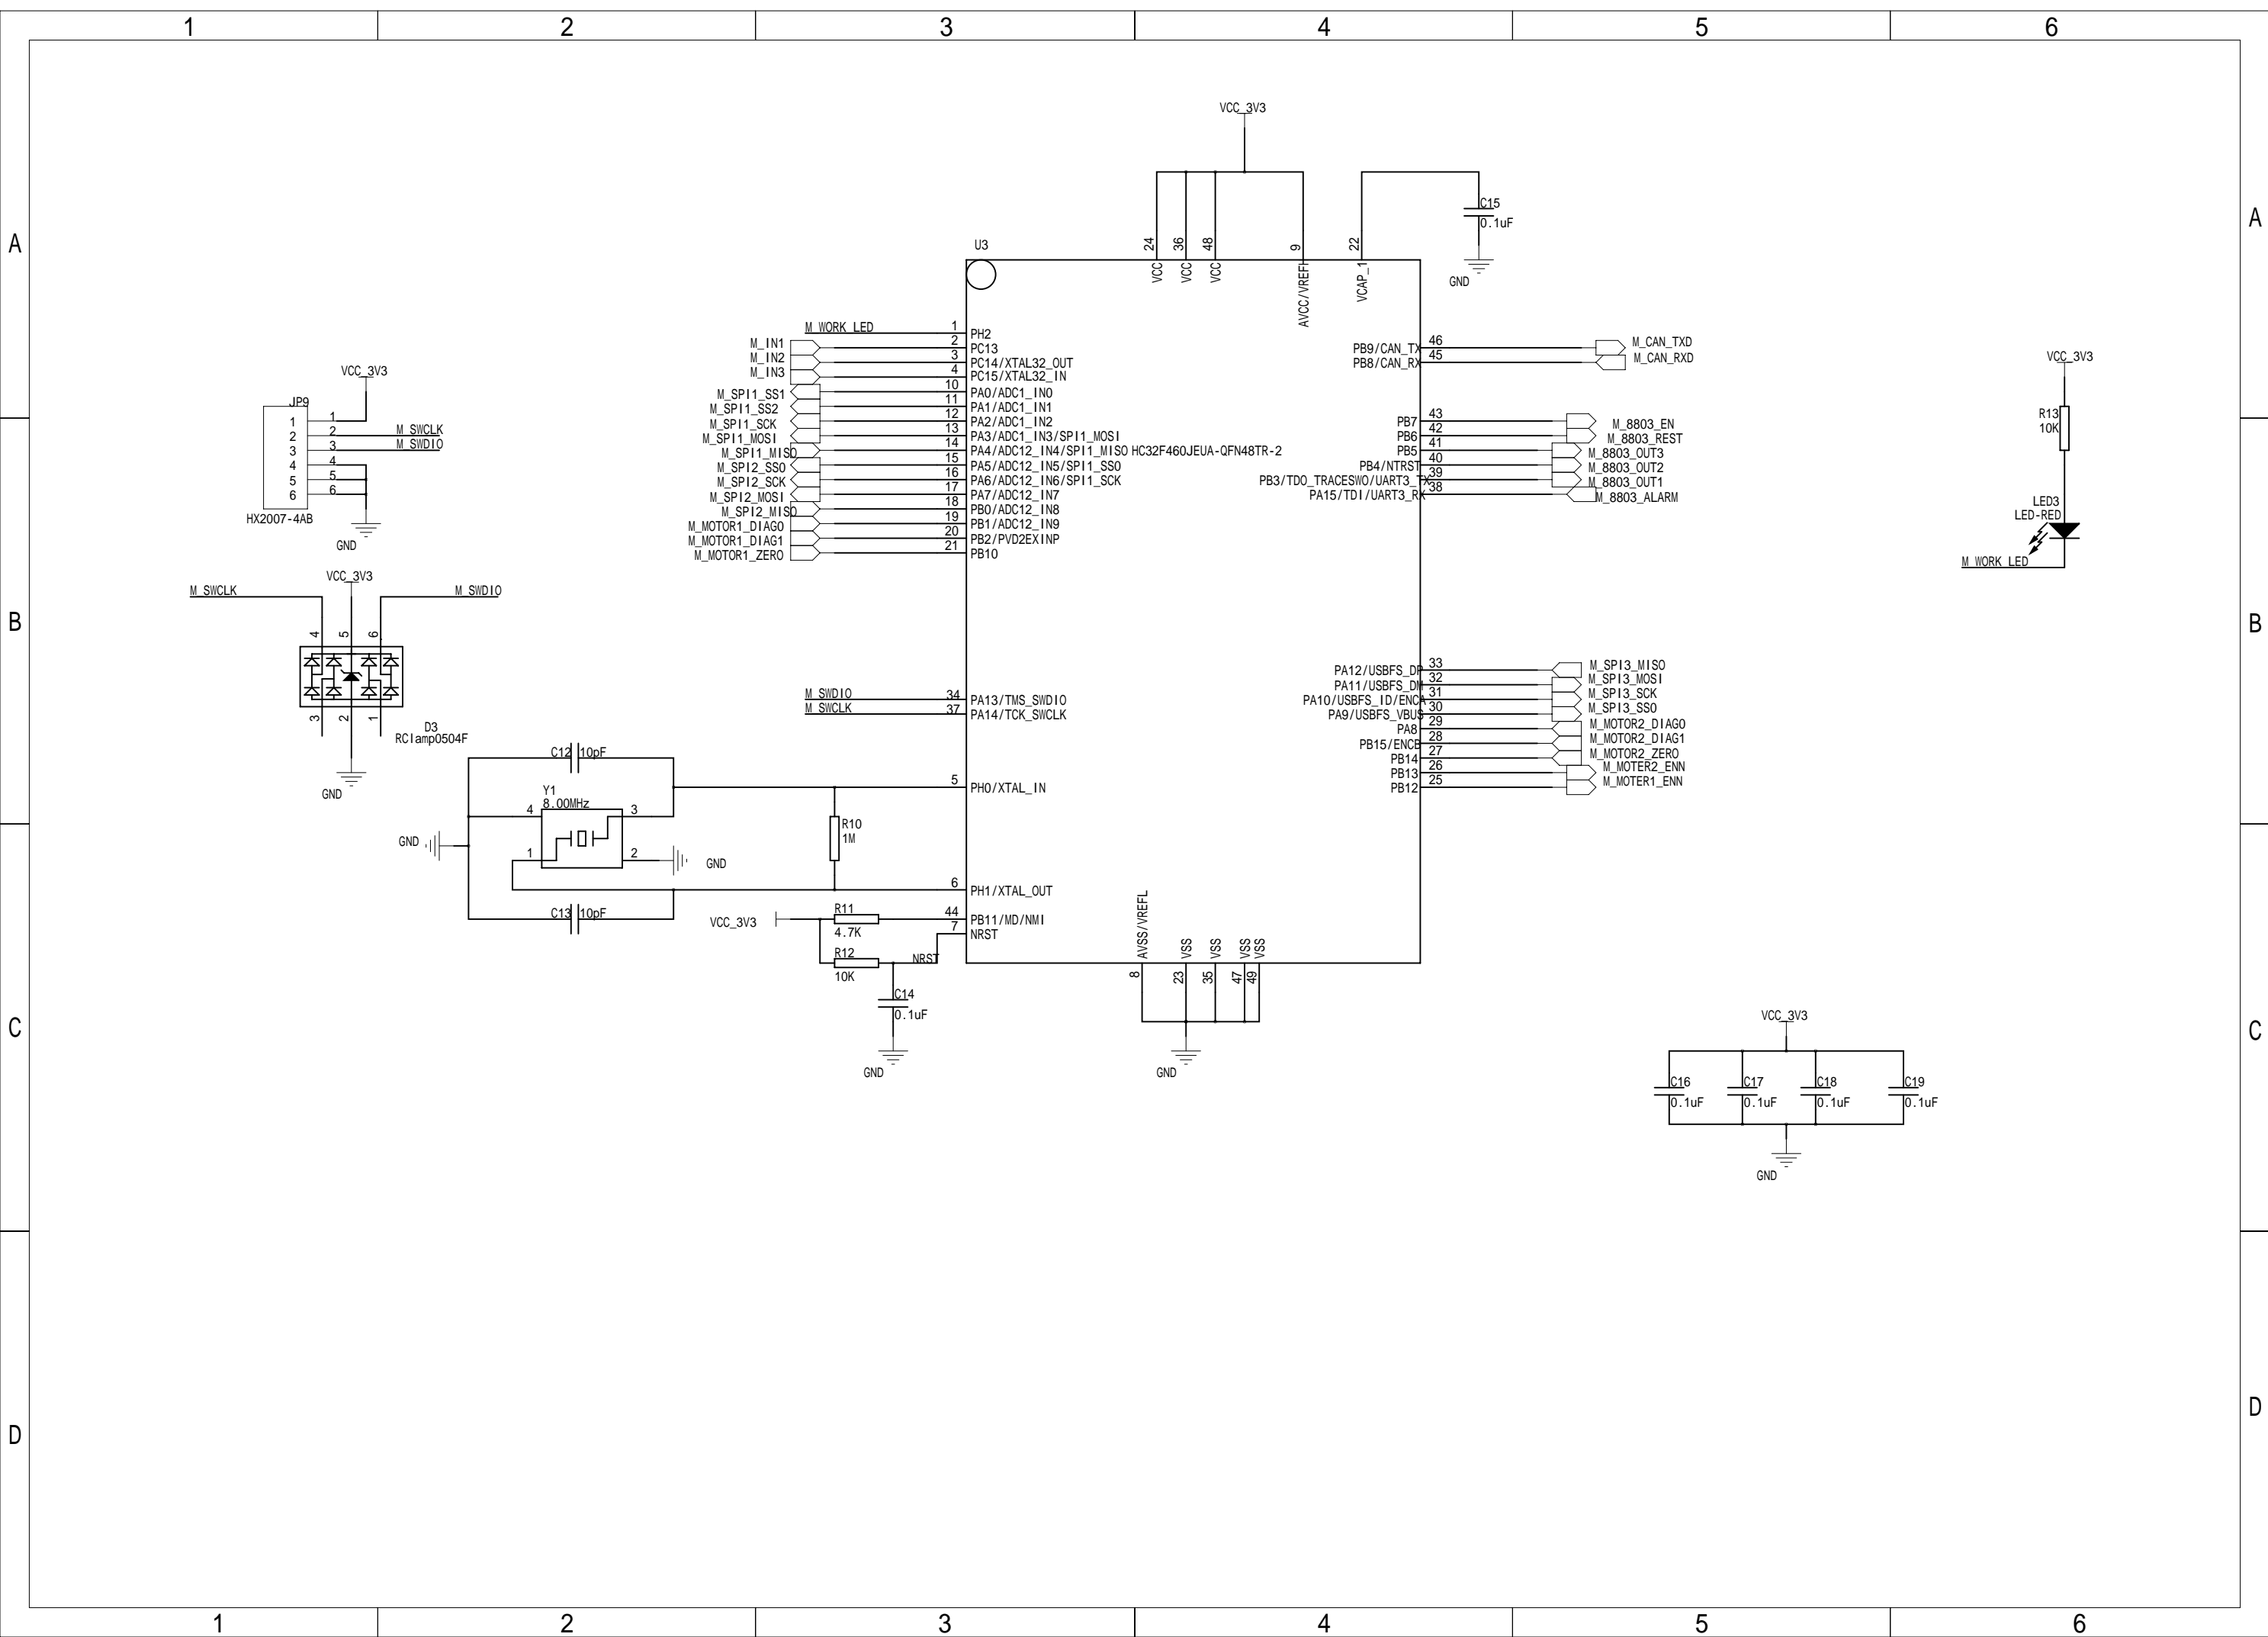 1 2 3 4 5 6
A A
B B
C C
D D
VCC_3V3
C15
0.1uF
GND
U3
24 36 48 9 22
VCC VCC VCC AVCC/VREFH VCAP_1
M_WORK_LED 1 PH2
M_IN1 2 PC13
M_IN2 3 PC14/XTAL32_OUT
M_IN3 4 PC15/XTAL32_IN
M_SPI1_SS1 10 PA0/ADC1_IN0
M_SPI1_SS2 11 PA1/ADC1_IN1
M_SPI1_SCK 12 PA2/ADC1_IN2
M_SPI1_MOSI 13 PA3/ADC1_IN3/SPI1_MOSI
M_SPI1_MISO 14 PA4/ADC12_IN4/SPI1_MISO HC32F460JEUA-QFN48TR-2
M_SPI2_SS0 15 PA5/ADC12_IN5/SPI1_SS0
M_SPI2_SCK 16 PA6/ADC12_IN6/SPI1_SCK
M_SPI2_MOSI 17 PA7/ADC12_IN7
M_SPI2_MISO 18 PB0/ADC12_IN8
M_MOTOR1_DIAG0 19 PB1/ADC12_IN9
M_MOTOR1_DIAG1 20 PB2/PVD2EXINP
M_MOTOR1_ZERO 21 PB10
PB9/CAN_TX 46 M_CAN_TXD
PB8/CAN_RX 45 M_CAN_RXD
PB7 43 M_8803_EN
PB6 42 M_8803_REST
PB5 41 M_8803_OUT3
PB4/NTRST 40 M_8803_OUT2
PB3/TDO_TRACESWO/UART3_TX 39 M_8803_OUT1
PA15/TDI/UART3_RX 38 M_8803_ALARM
VCC_3V3
R13
10K
LED3
LED-RED
M_WORK_LED
VCC_3V3
JP9
1 1
2 2 M_SWCLK
3 3 M_SWDIO
4 4
5 5
6 6
HX2007-4AB
GND
VCC_3V3
M_SWCLK M_SWDIO
4 5 6
3 2 1
D3
RClamp0504F
GND
M_SWDIO 34 PA13/TMS_SWDIO
M_SWCLK 37 PA14/TCK_SWCLK
PA12/USBFS_DP 33 M_SPI3_MISO
PA11/USBFS_DM 32 M_SPI3_MOSI
PA10/USBFS_ID/ENCA 31 M_SPI3_SCK
PA9/USBFS_VBUS 30 M_SPI3_SS0
PA8 29 M_MOTOR2_DIAG0
PB15/ENCB 28 M_MOTOR2_DIAG1
PB14 27 M_MOTOR2_ZERO
PB13 26 M_MOTER2_ENN
PB12 25 M_MOTER1_ENN
C12 10pF
Y1
8.00MHz
4 3
1 2
GND
GND
C13 10pF
5 PH0/XTAL_IN
R10
1M
6 PH1/XTAL_OUT
VCC_3V3
R11
4.7K
44 PB11/MD/NMI
7 NRST
R12
10K
NRST
C14
0.1uF
GND
AVSS/VREFL VSS VSS VSS VSS
8 23 35 47 49
GND
VCC_3V3
C16 C17 C18 C19
0.1uF 0.1uF 0.1uF 0.1uF
GND
1 2 3 4 5 6